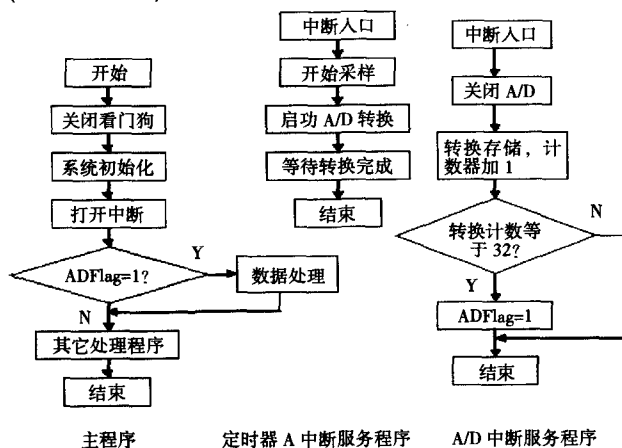 开始
关闭看门狗
系统初始化
打开中断
ADFlag=1?
Y
数据处理
N
其它处理程序
结束
主程序
中断入口
开始采样
启功 A/D 转换
等待转换完成
结束
定时器 A 中断服务程序
中断入口
关闭 A/D
转换存储，计
数器加 1
转换计数等
于 32?
N
Y
ADFlag=1
结束
A/D 中断服务程序